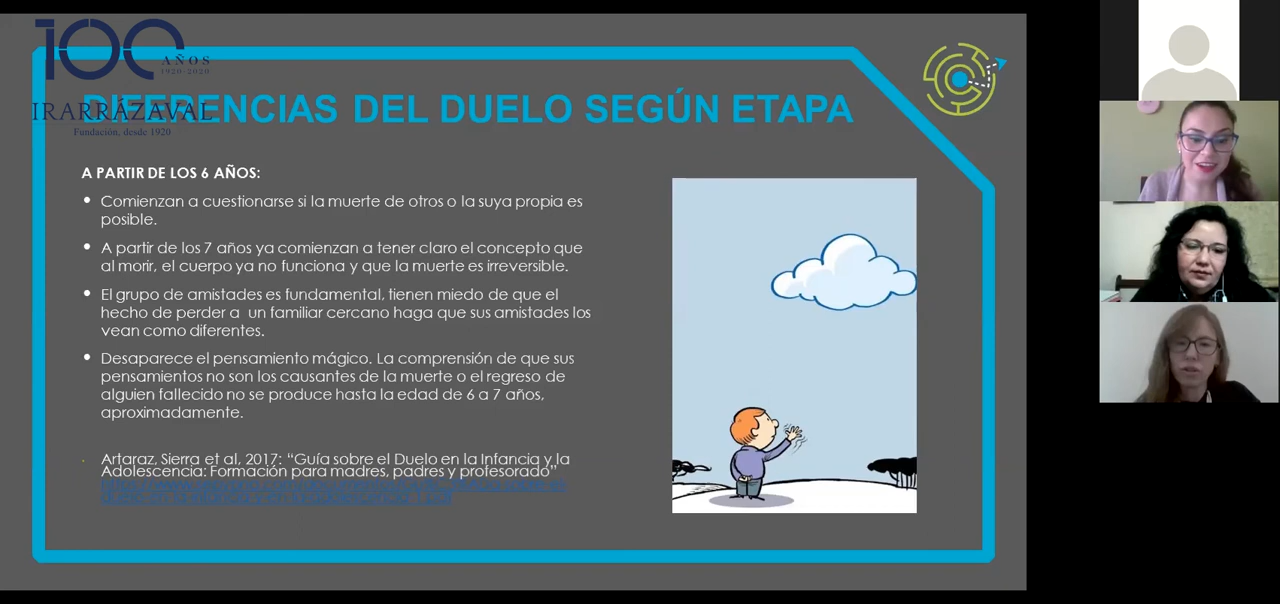 100
AÑOS
1920-2020
IRARRÁZAVAL
Fundación, desde 1920
DIFERENCIAS DEL DUELO SEGÚN ETAPA
A PARTIR DE LOS 6 AÑOS:
• Comienzan a cuestionarse si la muerte de otros o la suya propia es
posible.
• A partir de los 7 años ya comienzan a tener claro el concepto que
al morir, el cuerpo ya no funciona y que la muerte es irreversible.
• El grupo de amistades es fundamental, tienen miedo de que el
hecho de perder a un familiar cercano haga que sus amistades los
vean como diferentes.
• Desaparece el pensamiento mágico. La comprensión de que sus
pensamientos no son los causantes de la muerte o el regreso de
alguien fallecido no se produce hasta la edad de 6 a 7 años,
aproximadamente.
Artaraz, Sierra et al, 2017: “Guía sobre el Duelo en la Infancia y la
Adolescencia: Formación para madres, padres y profesorado”